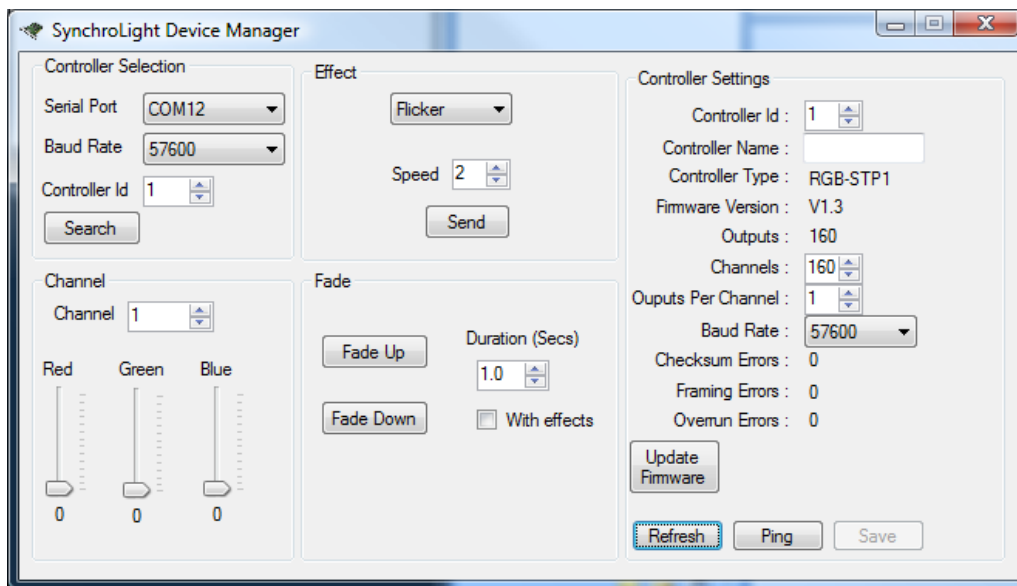 SynchroLight Device Manager
Controller Selection
Serial Port COM12
Baud Rate 57600
Controller Id 1
Search
Effect
Flicker
Speed 2
Send
Channel
Channel 1
Red Green Blue
0 0 0
Fade
Fade Up
Duration (Secs)
1.0
Fade Down
With effects
Controller Settings
Controller Id : 1
Controller Name :
Controller Type : RGB-STP1
Firmware Version : V1.3
Outputs : 160
Channels : 160
Ouputs Per Channel : 1
Baud Rate : 57600
Checksum Errors : 0
Framing Errors : 0
Overrun Errors : 0
Update
Firmware
Refresh Ping Save